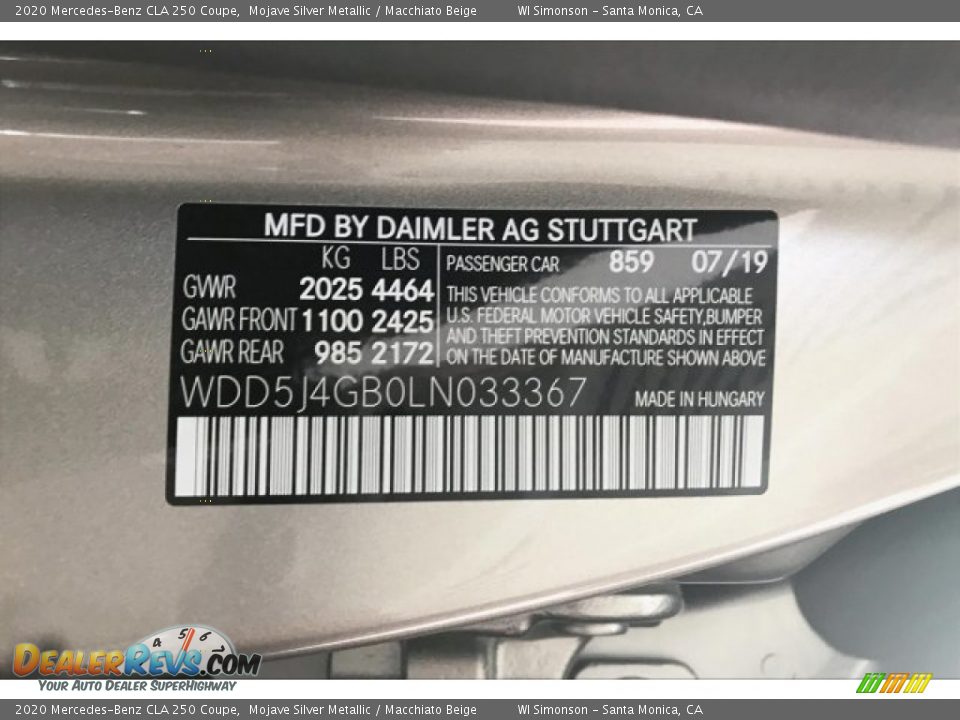 2020 Mercedes-Benz CLA 250 Coupe, Mojave Silver Metallic / Macchiato Beige WI Simonson - Santa Monica, CA
MFD BY DAIMLER AG STUTTGART
KG LBS
GVWR 2025 4464
GAWR FRONT 1100 2425
GAWR REAR 985 2172
PASSENGER CAR 859 07/19
THIS VEHICLE CONFORMS TO ALL APPLICABLE
U.S. FEDERAL MOTOR VEHICLE SAFETY, BUMPER
AND THEFT PREVENTION STANDARDS IN EFFECT
ON THE DATE OF MANUFACTURE SHOWN ABOVE
WDD5J4GB0LN033367 MADE IN HUNGARY
4 5 6 7
DEALERREVS.COM
YOUR AUTO DEALER SUPERHIGHWAY
2020 Mercedes-Benz CLA 250 Coupe, Mojave Silver Metallic / Macchiato Beige WI Simonson - Santa Monica, CA